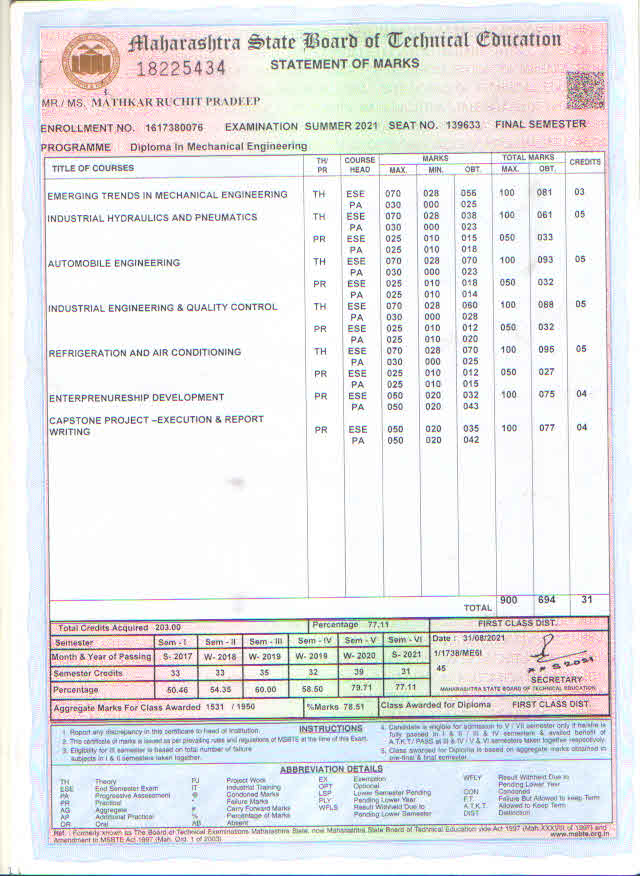 Maharashtra State Board of Technical Education
18225434
STATEMENT OF MARKS
MR./ MS. MATHKAR RUCHIT PRADEEP
ENROLLMENT NO. 1617380076 EXAMINATION SUMMER 2021 SEAT NO. 139633 FINAL SEMESTER
PROGRAMME Diploma In Mechanical Engineering
TITLE OF COURSES TH/ PR COURSE HEAD MARKS MAX. MIN. OBT. TOTAL MARKS MAX. OBT. CREDITS
EMERGING TRENDS IN MECHANICAL ENGINEERING TH ESE 070 028 056 100 081 03
PA 030 000 025
INDUSTRIAL HYDRAULICS AND PNEUMATICS TH ESE 070 028 038 100 061 05
PA 030 000 023
PR ESE 025 010 015 050 033
PA 025 010 018
AUTOMOBILE ENGINEERING TH ESE 070 028 070 100 093 05
PA 030 000 023
PR ESE 025 010 018 050 032
PA 025 010 014
INDUSTRIAL ENGINEERING & QUALITY CONTROL TH ESE 070 028 060 100 088 05
PA 030 000 028
PR ESE 025 010 012 050 032
PA 025 010 020
REFRIGERATION AND AIR CONDITIONING TH ESE 070 028 070 100 095 05
PA 030 000 025
PR ESE 025 010 012 050 027
PA 025 010 015
ENTERPRENURESHIP DEVELOPMENT PR ESE 050 020 032 100 075 04
PA 050 020 043
CAPSTONE PROJECT –EXECUTION & REPORT
WRITING PR ESE 050 020 035 100 077 04
PA 050 020 042
TOTAL 900 694 31
Total Credits Acquired 203.00 Percentage 77.11 FIRST CLASS DIST.
Semester Sem - I Sem - II Sem - III Sem - IV Sem - V Sem - VI Date : 31/08/2021
Month & Year of Passing S- 2017 W- 2018 W- 2019 W- 2019 W- 2020 S- 2021 1/1738/ME6I
Semester Credits 33 33 35 32 39 31 45
SECRETARY
Percentage 50.46 54.35 60.00 58.50 79.71 77.11 MAHARASHTRA STATE BOARD OF TECHNICAL EDUCATION
Aggregate Marks For Class Awarded 1531 / 1950 %Marks 78.51 Class Awarded for Diploma FIRST CLASS DIST
INSTRUCTIONS
1. Report any discrepancy in this certificate to head of Institution.
2. This certificate of marks is issued as per prevailing rules and regulations of MSBTE at the time of this Exam.
3. Eligibility for III semester is based on total number of failure
subjects in I & II semesters taken together.
4. Candidate is eligible for admission to V / VII semester only if he/she is
fully passed in I & II / III & IV semesters & availed benefit of
A.T.K.T./ PASS at III & IV / V & VI semesters taken together respectively.
5. Class awarded for Diploma is based on aggregate marks obtained in
pre-final & final semester.
ABBREVIATION DETAILS
TH Theory
ESE End Semester Exam
PA Progressive Assessment
PR Practical
AG Aggregate
AP Additional Practical
OR Oral
PJ Project Work
IT Industrial Training
@ Condoned Marks
* Failure Marks
# Carry Forward Marks
% Percentage of Marks
AB Absent
EX Exemption
OPT Optional
LSP Lower Semester Pending
PLY Pending Lower Year
WFLS Result Withheld Due to
Pending Lower Semester
WFLY Result Withheld Due to
Pending Lower Year
CON Condoned
F.T. Failure But Allowed to keep Term
A.T.K.T. Allowed to Keep Term
DIST Distinction
Ref. : Formerly known as The Board of Technical Examinations Maharashtra State, now Maharashtra State Board of Technical Education vide Act 1997 (Mah.XXXVIII of 1997) and
Amendment to MSBTE Act 1997 (Mah. Ord. 1 of 2003)
www.msbte.org.in